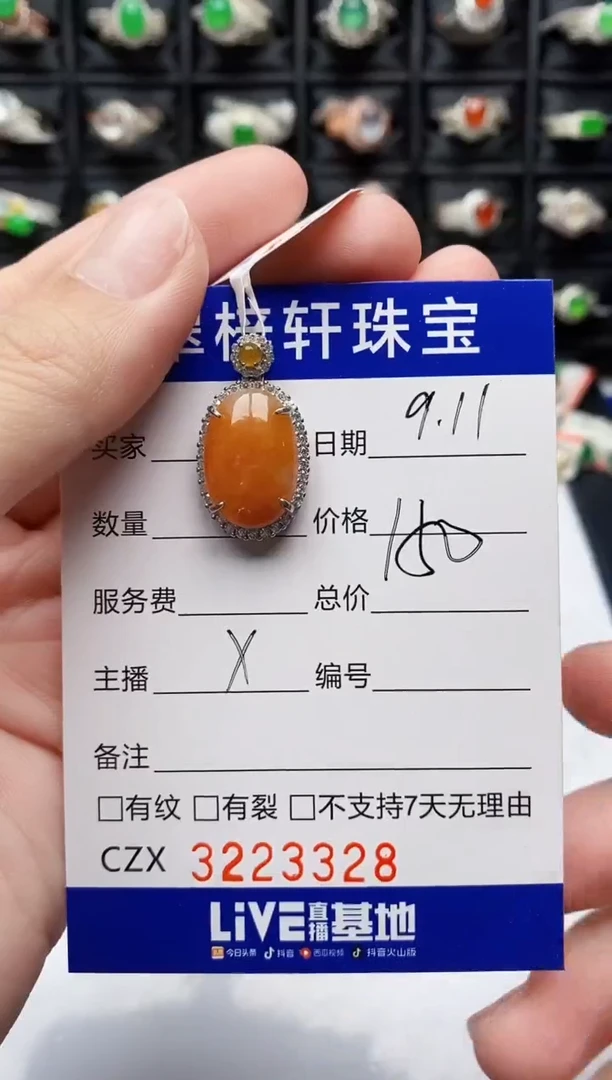 梓轩珠宝
买家 日期 9.11
数量 价格 150
服务费 总价
主播 X 编号
备注
□有纹 □有裂 □不支持7天无理由
CZX 3223328
LiVE直播基地
今日头条 抖音 西瓜视频 抖音火山版